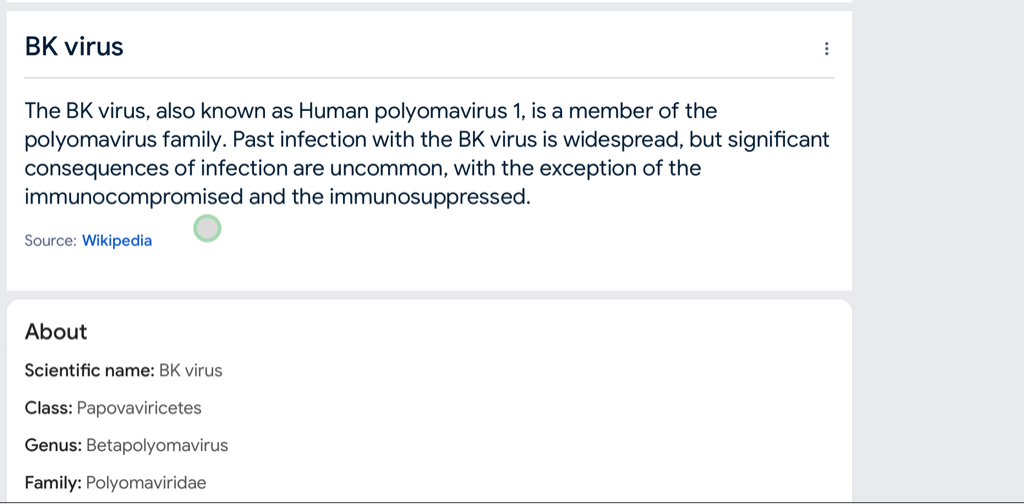 BK virus
The BK virus, also known as Human polyomavirus 1, is a member of the
polyomavirus family. Past infection with the BK virus is widespread, but significant
consequences of infection are uncommon, with the exception of the
immunocompromised and the immunosuppressed.
Source: Wikipedia
About
Scientific name: BK virus
Class: Papovaviricetes
Genus: Betapolyomavirus
Family: Polyomaviridae